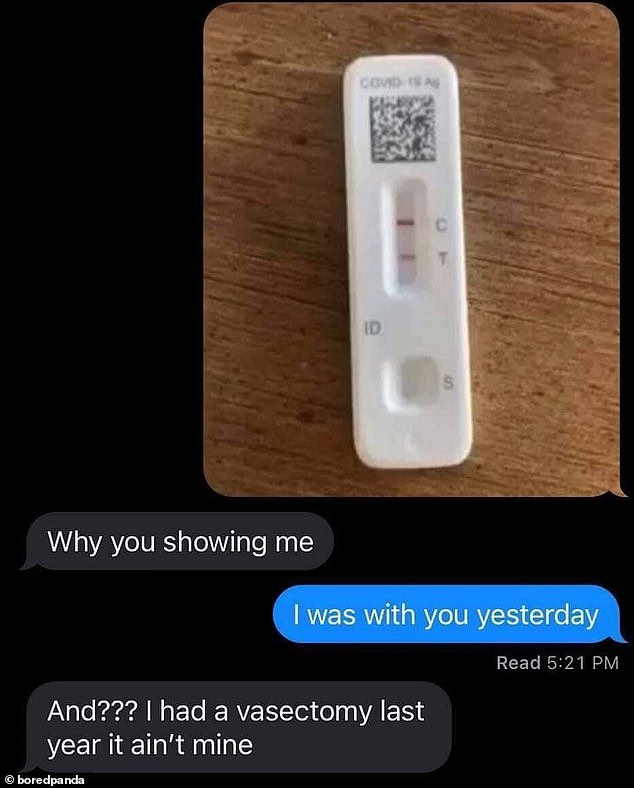 COVID-19 Ag
C
T
ID
S
Why you showing me
I was with you yesterday
Read 5:21 PM
And??? I had a vasectomy last
year it ain't mine
© boredpanda